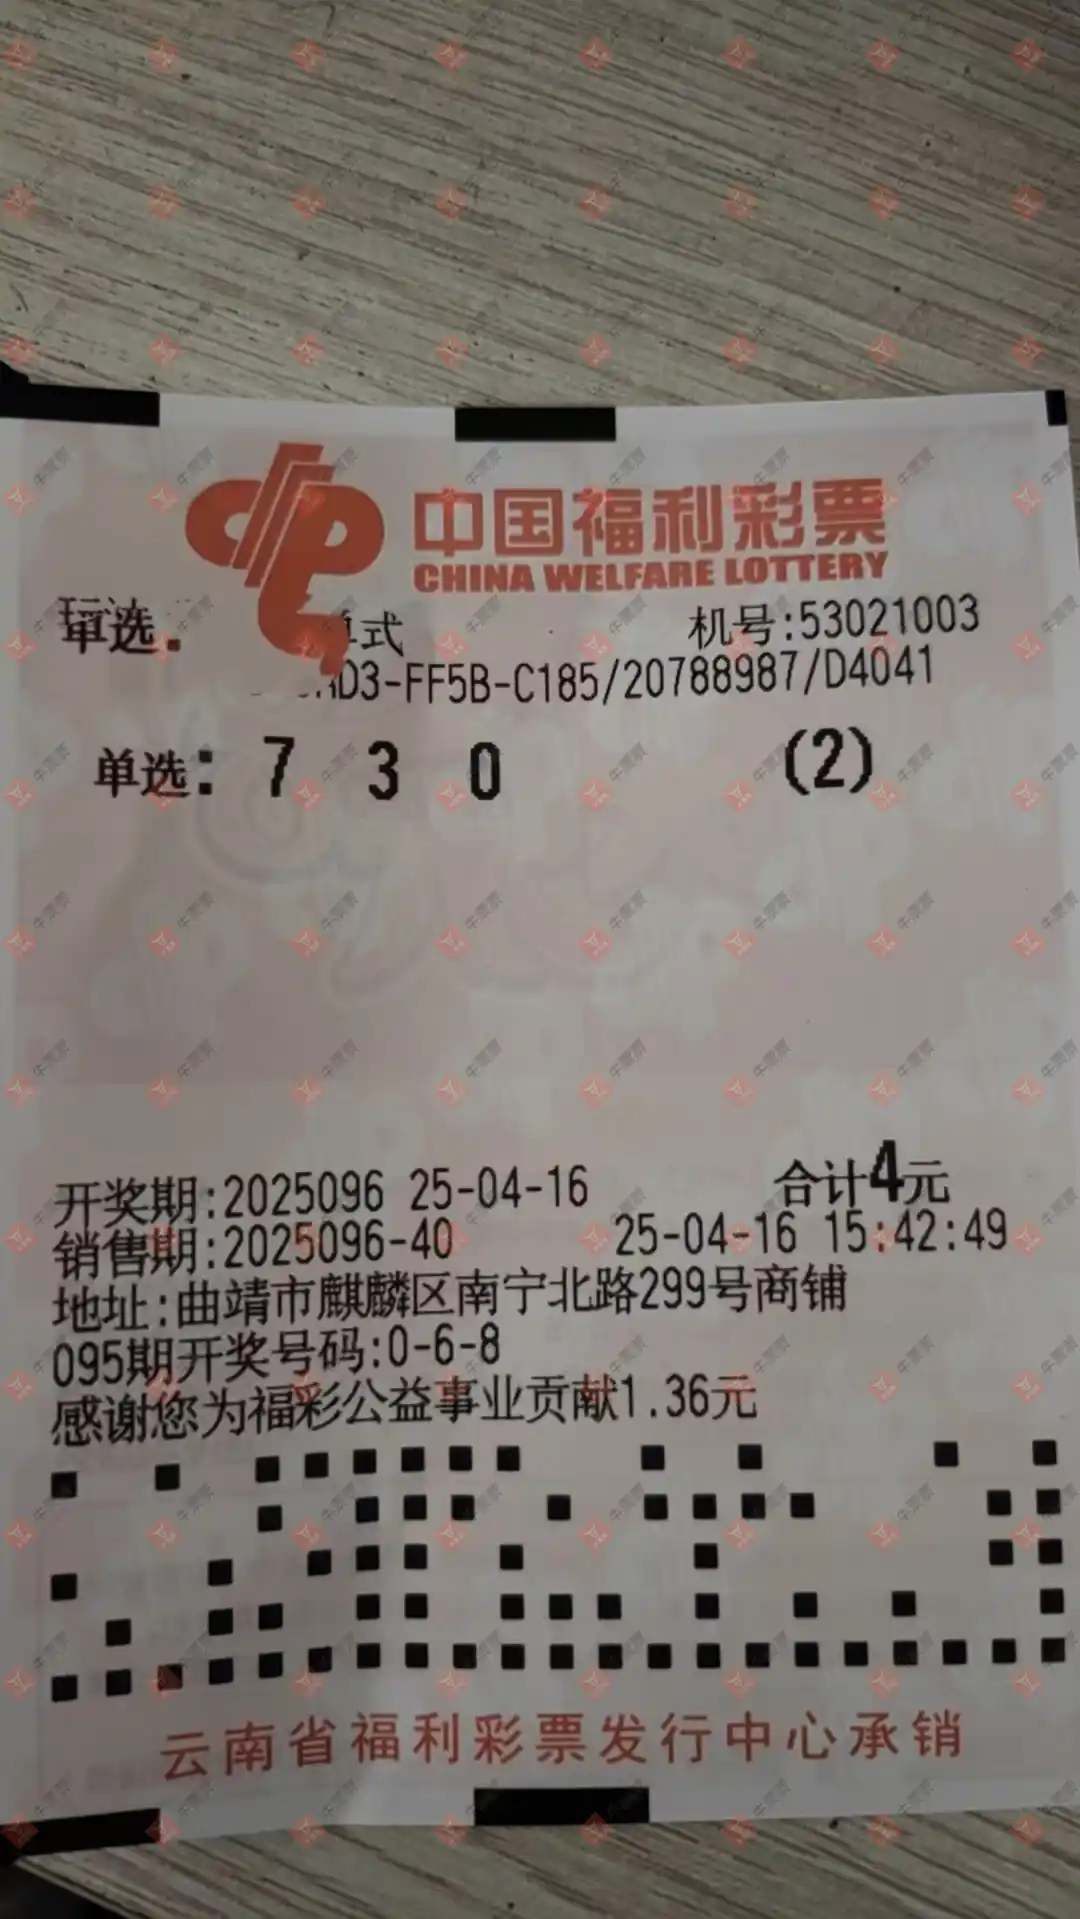 中国福利彩票
CHINA WELFARE LOTTERY
单选. 单式 机号:53021003
D3-FF5B-C185/20788987/D4041
单选: 7 3 0 (2)
开奖期:2025096 25-04-16 合计4元
销售期:2025096-40 25-04-16 15:42:49
地址:曲靖市麒麟区南宁北路299号商铺
095期开奖号码:0-6-8
感谢您为福彩公益事业贡献1.36元
云南省福利彩票发行中心承销